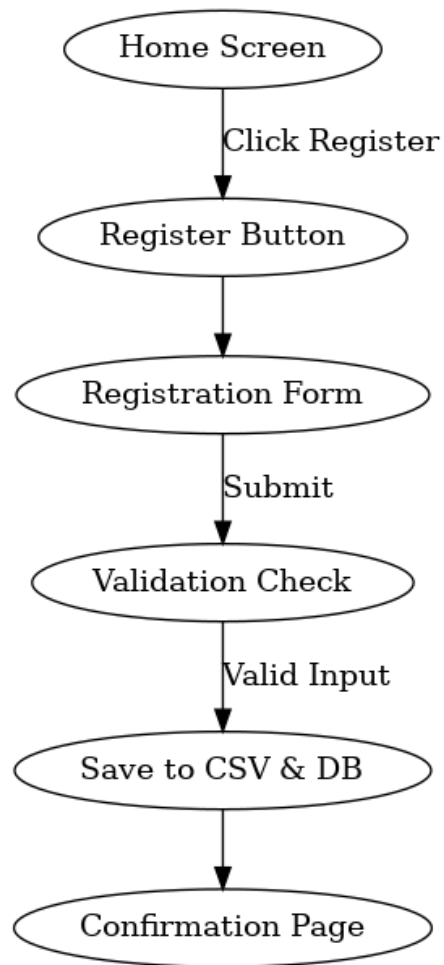 Home Screen
Click Register
Register Button
Registration Form
Submit
Validation Check
Valid Input
Save to CSV & DB
Confirmation Page